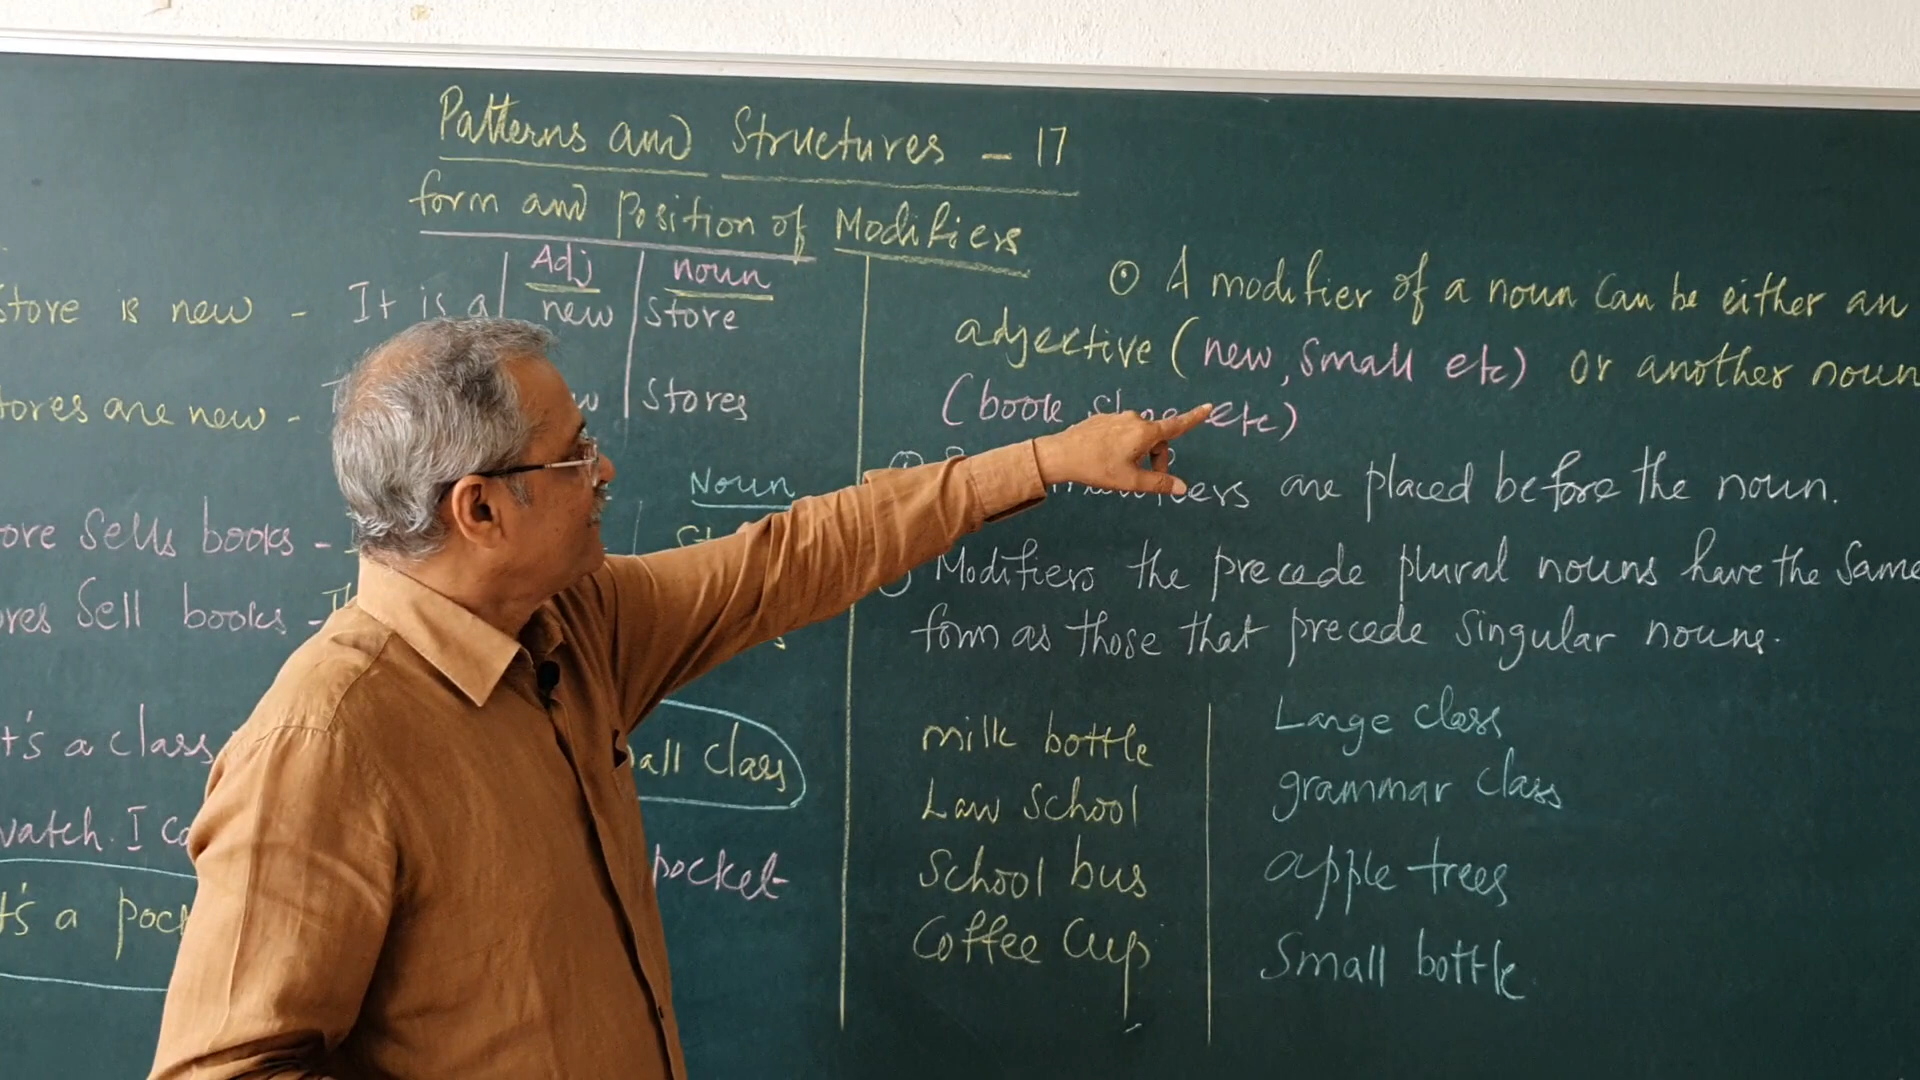 Patterns and Structures - 17
form and Position of Modifiers
Adj noun
store is new - It is a new store
stores are new - stores
Noun
ore sells books -
res sell books -
t's a class all class
watch. I ca pocket
t's a pock
⊙ A modifier of a noun can be either an
adjective (new, small etc) or another noun
(book etc)
are placed before the noun.
Modifiers the precede plural nouns have the same
form as those that precede singular nouns.
milk bottle
Law school
School bus
Coffee cup
Large class
grammar class
apple trees
Small bottle